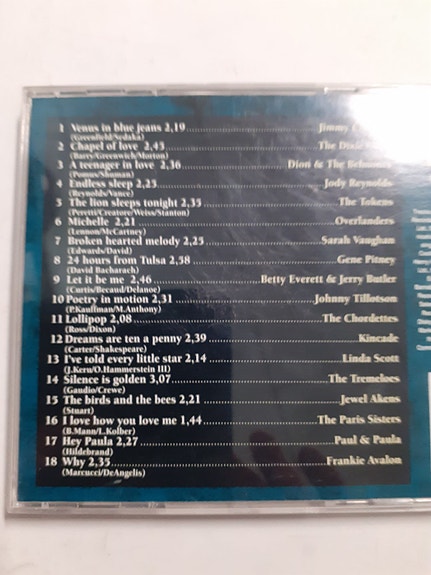 1 Venus in blue jeans 2,19 Jimmy
(Greenfield/Sedaka)
2 Chapel of love 2,45 The Dixie
(Barry/Greenwich/Morton)
3 A teenager in love 2,36 Dion & The Belmonts
(Pomus/Shuman)
4 Endless sleep 2,25 Jody Reynolds
(Reynolds/Vance)
5 The lion sleeps tonight 2,35 The Tokens
(Peretti/Creatore/Weiss/Stanton)
6 Michelle 2,21 Overlanders
(Lennon/McCartney)
7 Broken hearted melody 2,25 Sarah Vaughan
(Edwards/David)
8 24 hours from Tulsa 2,58 Gene Pitney
(David Bacharach)
9 Let it be me 2,46 Betty Everett & Jerry Butler
(Curtis/Becaud/Delanoe)
10 Poetry in motion 2,31 Johnny Tillotson
(P.Kauffman/M.Anthony)
11 Lollipop 2,08 The Chordettes
(Ross/Dixon)
12 Dreams are ten a penny 2,39 Kincade
(Carter/Shakespeare)
13 I've told every little star 2,14 Linda Scott
(J.Kern/O.Hammerstein III)
14 Silence is golden 3,07 The Tremeloes
(Gaudio/Crewe)
15 The birds and the bees 2,21 Jewel Akens
(Stuart)
16 I love how you love me 1,44 The Paris Sisters
(B.Mann/L.Kolber)
17 Hey Paula 2,27 Paul & Paula
(Hildebrand)
18 Why 2,35 Frankie Avalon
(Marcucci/DeAngelis)